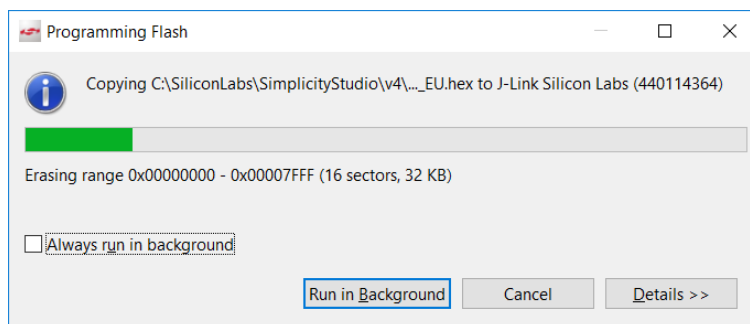 Programming Flash
Copying C:\SiliconLabs\SimplicityStudio\v4\..._EU.hex to J-Link Silicon Labs (440114364)
Erasing range 0x00000000 - 0x00007FFF (16 sectors, 32 KB)
Always run in background
Run in Background Cancel Details >>